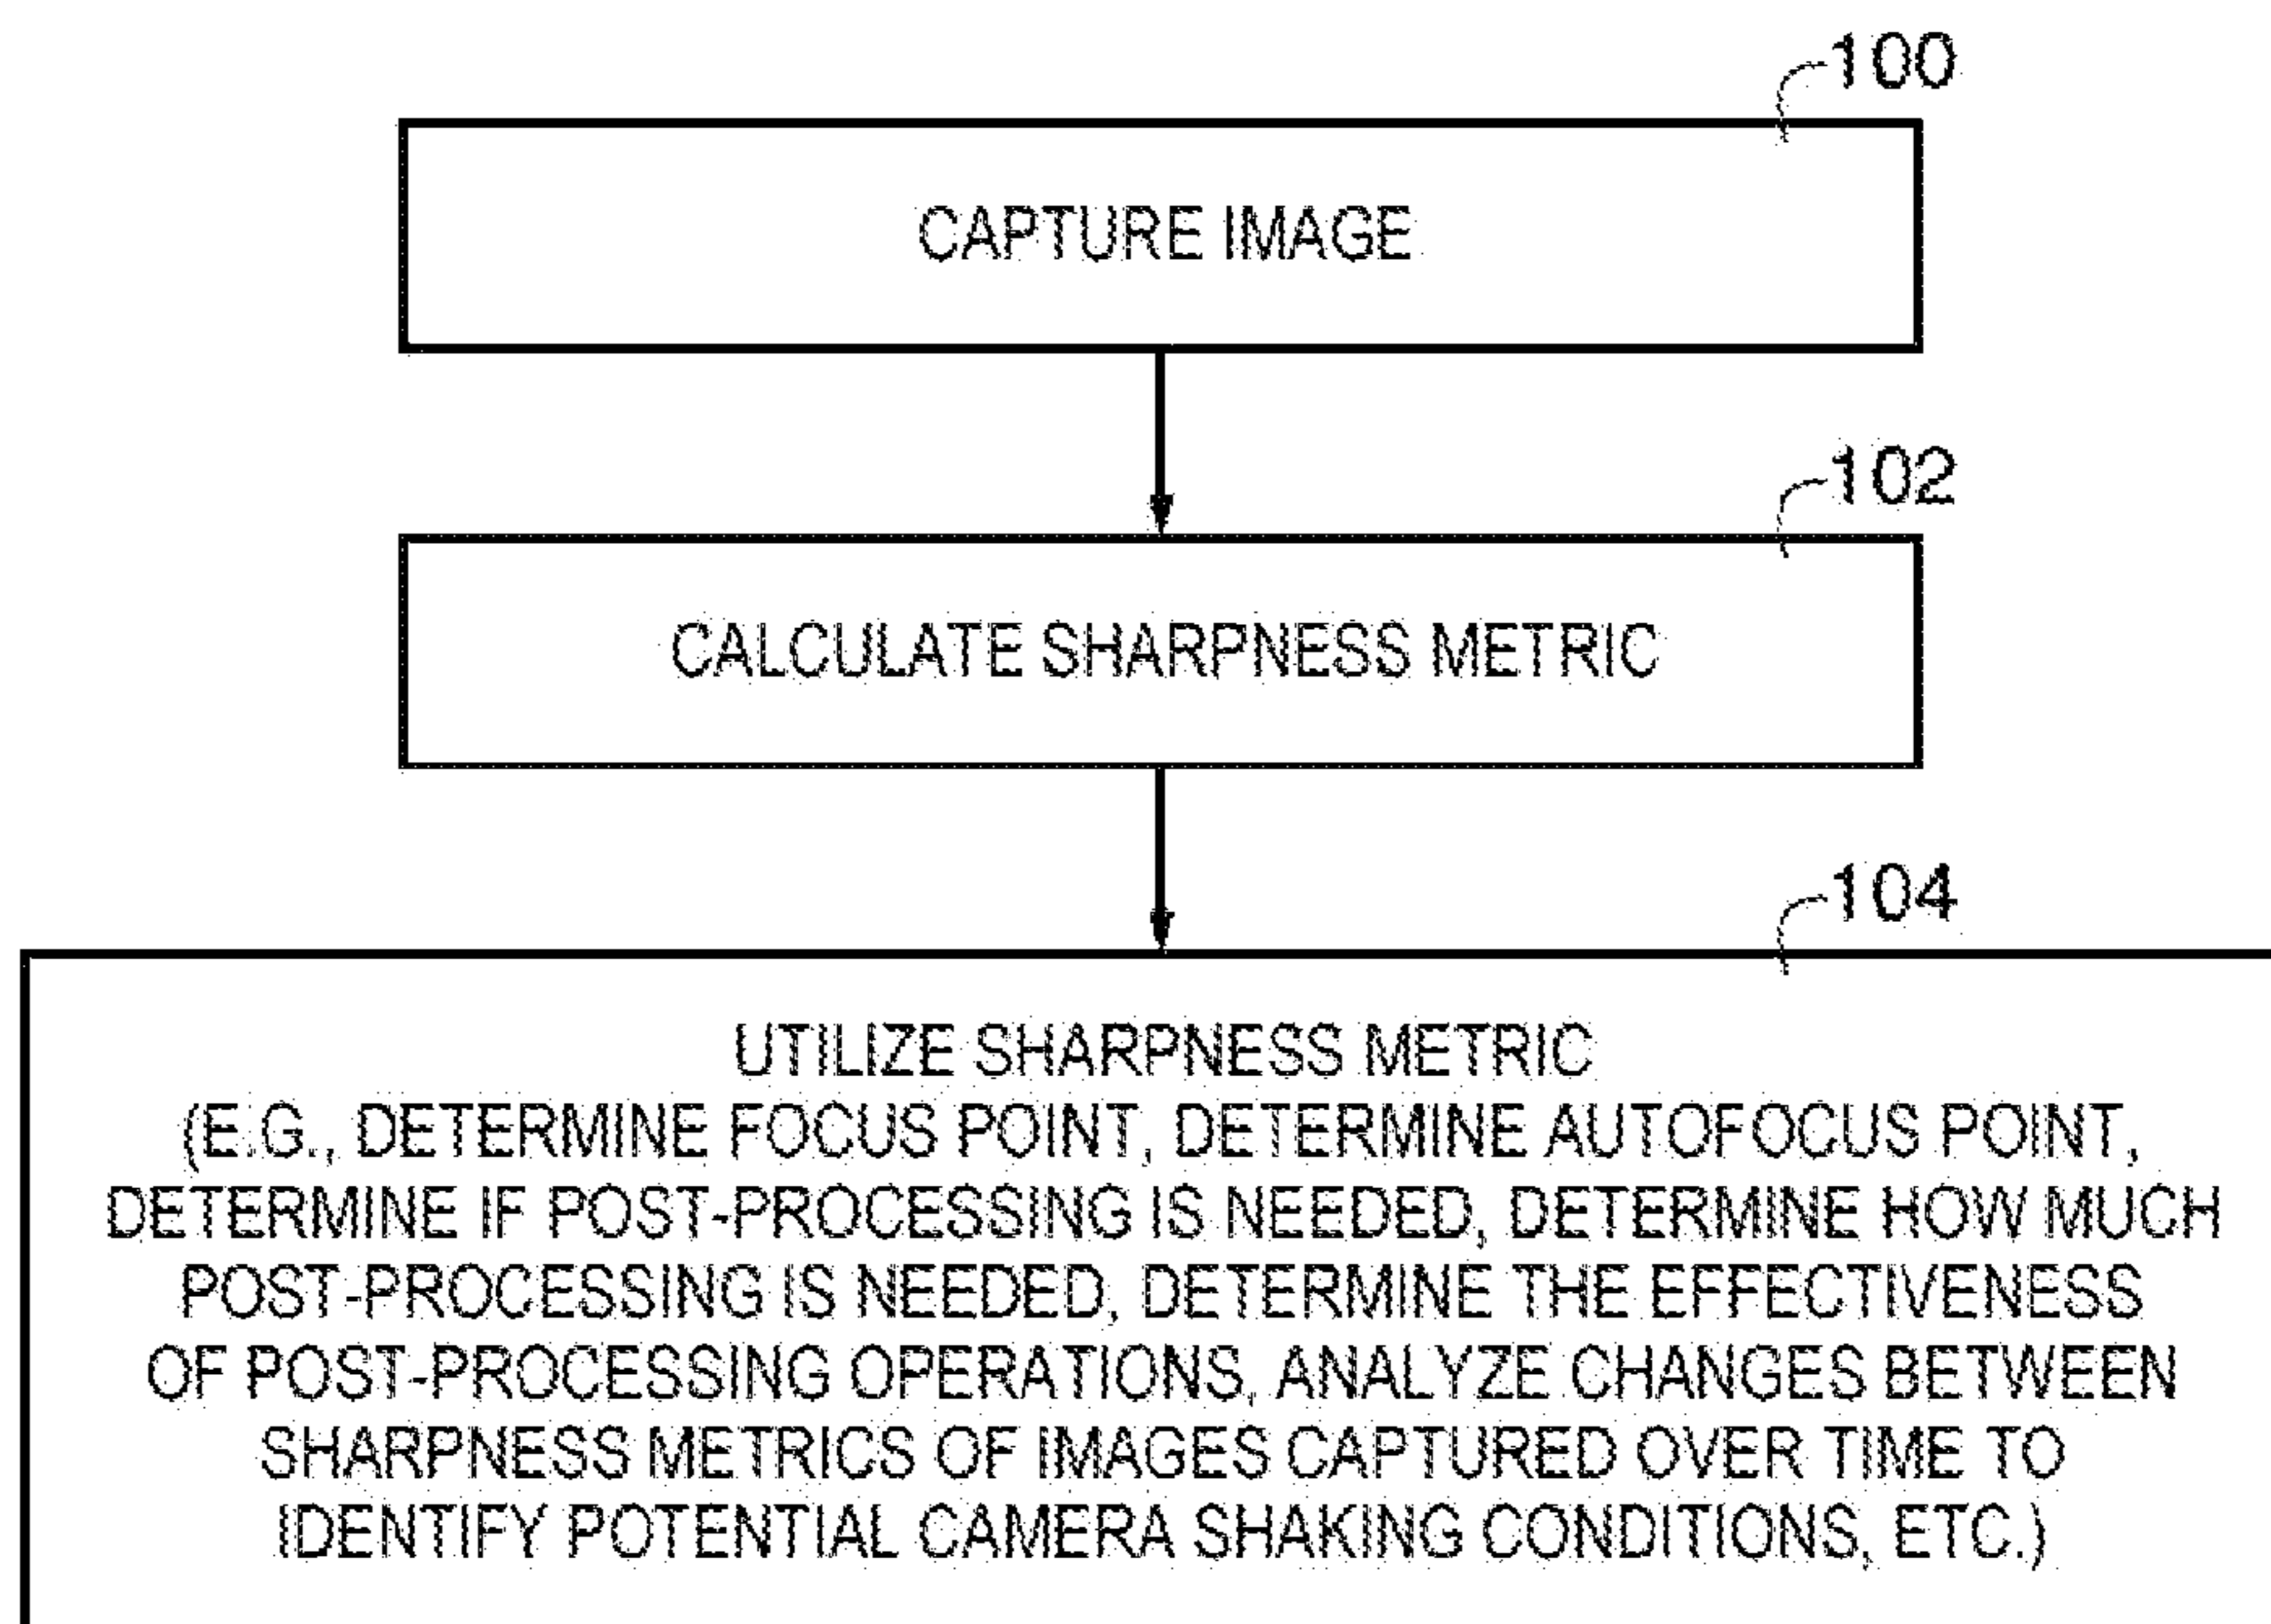 100
CAPTURE IMAGE
102
CALCULATE SHARPNESS METRIC
104
UTILIZE SHARPNESS METRIC
(E.G., DETERMINE FOCUS POINT, DETERMINE AUTOFOCUS POINT,
DETERMINE IF POST-PROCESSING IS NEEDED, DETERMINE HOW MUCH
POST-PROCESSING IS NEEDED, DETERMINE THE EFFECTIVENESS
OF POST-PROCESSING OPERATIONS, ANALYZE CHANGES BETWEEN
SHARPNESS METRICS OF IMAGES CAPTURED OVER TIME TO
IDENTIFY POTENTIAL CAMERA SHAKING CONDITIONS, ETC.)